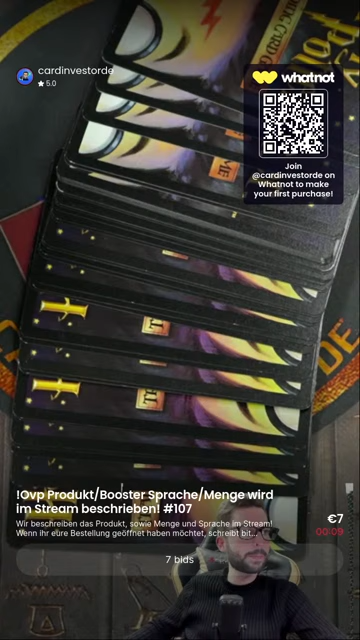 cardinvestorde
5.0
whatnot
Join
@cardinvestorde on
Whatnot to make
your first purchase!
!Ovp Produkt/Booster Sprache/Menge wird
im Stream beschrieben! #107
€7
Wir beschreiben das Produkt, sowie Menge und Sprache im Stream!
00:09
Wenn ihr eure Bestellung geöffnet haben möchtet, schreibt bit...
7 bids